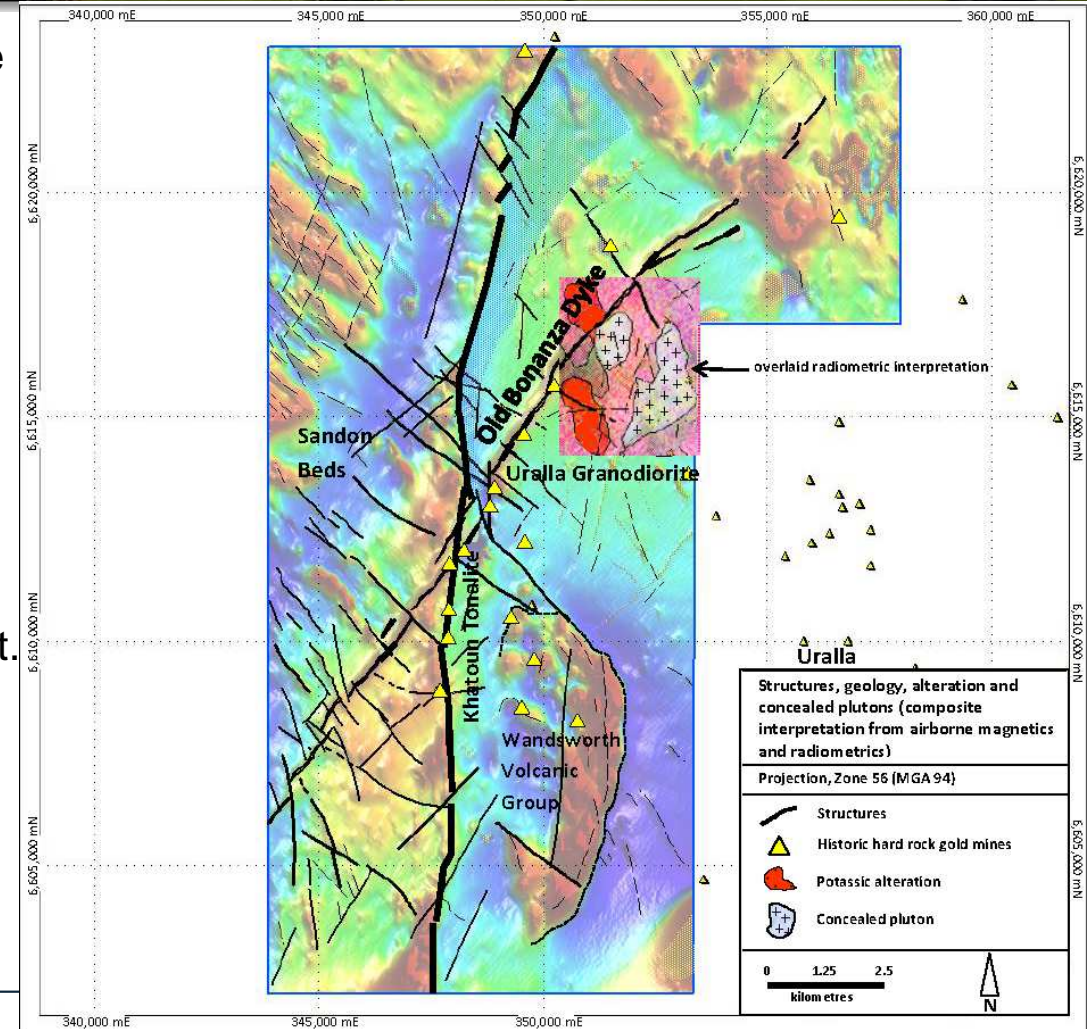 e
t.
340,000 mE
345,000 mE
350,000 mE
355,000 mE
360,000 mE
6,620,000 mN
6,620,000 mN
6,615,000 mN
6,615,000 mN
6,610,000 mN
6,610,000 mN
6,605,000 mN
6,605,000 mN
Old Bonanza Dyke
overlaid radiometric interpretation
Sandon
Beds
Uralla Granodiorite
Khatoun Tonalite
Wandsworth
Volcanic
Group
Uralla
Structures, geology, alteration and
concealed plutons (composite
interpretation from airborne magnetics
and radiometrics)
Projection, Zone 56 (MGA 94)
Structures
Historic hard rock gold mines
Potassic alteration
Concealed pluton
0 1.25 2.5
kilometres
N
340,000 mE
345,000 mE
350,000 mE